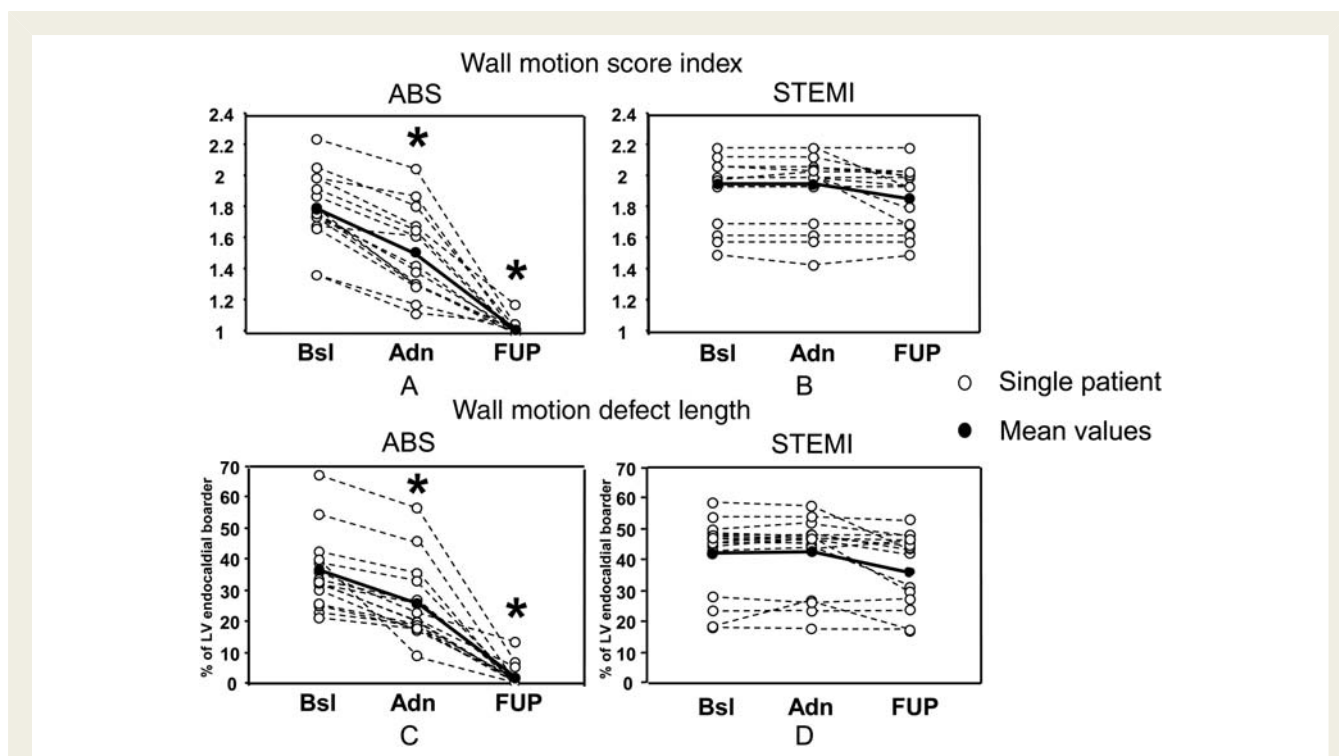 Wall motion score index
ABS
STEMI
2.4
2.2
2
1.8
1.6
1.4
1.2
1
*
*
Bsl Adn FUP
A
2.4
2.2
2
1.8
1.6
1.4
1.2
1
Bsl Adn FUP
B
Single patient
Mean values
Wall motion defect length
ABS
STEMI
% of LV endocaldial boarder
70
60
50
40
30
20
10
0
*
*
Bsl Adn FUP
C
% of LV endocaldial boarder
70
60
50
40
30
20
10
0
Bsl Adn FUP
D